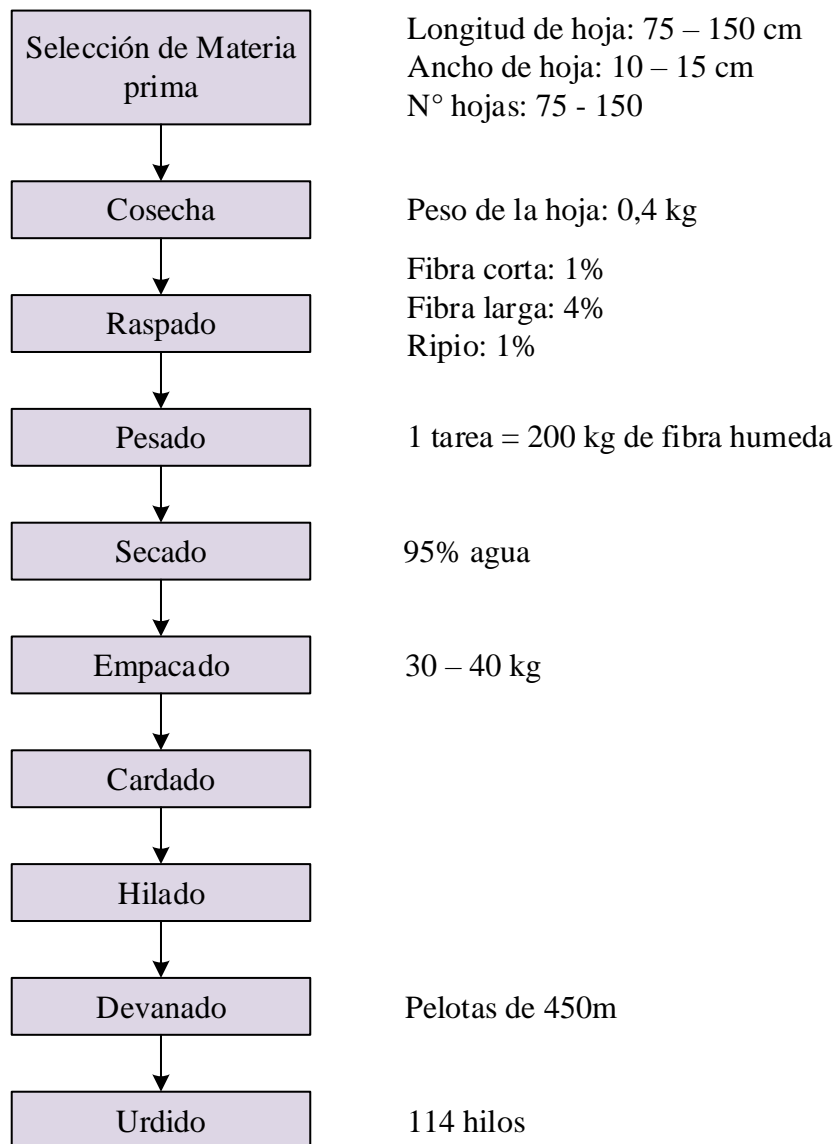 Selección de Materia
prima
Longitud de hoja: 75 – 150 cm
Ancho de hoja: 10 – 15 cm
N° hojas: 75 - 150
Cosecha
Peso de la hoja: 0,4 kg
Raspado
Fibra corta: 1%
Fibra larga: 4%
Ripio: 1%
Pesado
1 tarea = 200 kg de fibra humeda
Secado
95% agua
Empacado
30 – 40 kg
Cardado
Hilado
Devanado
Pelotas de 450m
Urdido
114 hilos